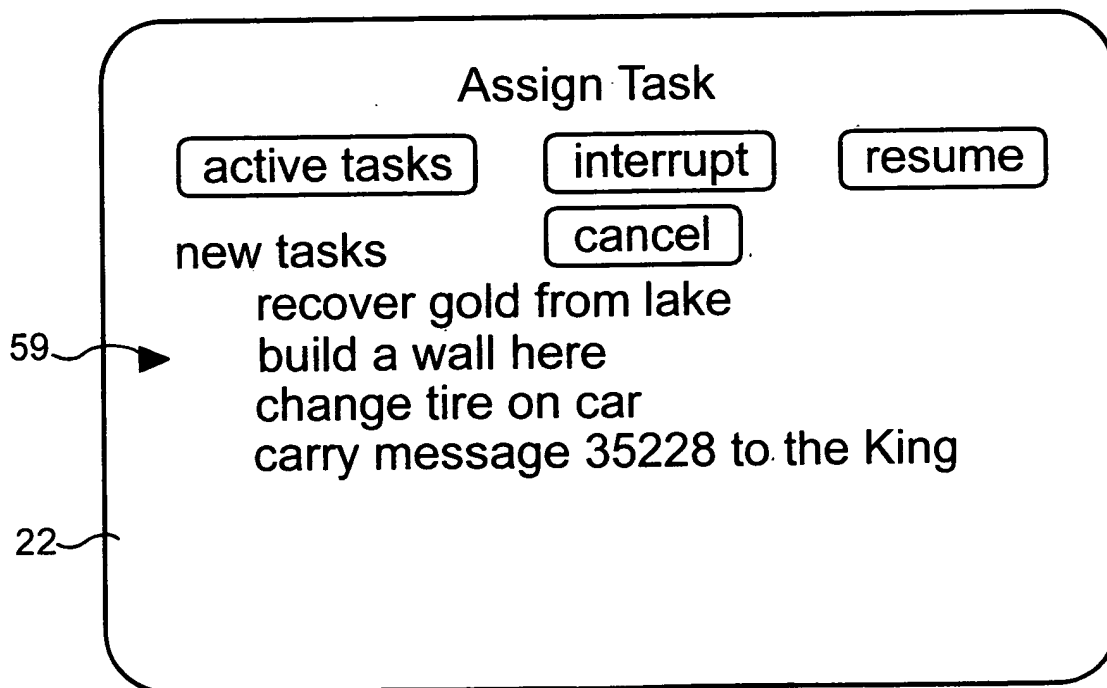 Assign Task
active tasks interrupt resume
new tasks cancel
recover gold from lake
59 build a wall here
change tire on car
carry message 35228 to the King
22